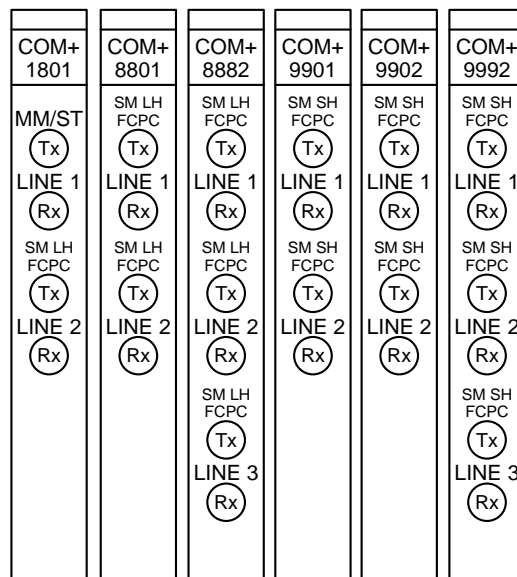 COM+
1801
MM/ST
Tx
LINE 1
Rx
SM LH
FCPC
Tx
LINE 2
Rx
COM+
8801
SM LH
FCPC
Tx
LINE 1
Rx
SM LH
FCPC
Tx
LINE 2
Rx
COM+
8882
SM LH
FCPC
Tx
LINE 1
Rx
SM LH
FCPC
Tx
LINE 2
Rx
SM LH
FCPC
Tx
LINE 3
Rx
COM+
9901
SM SH
FCPC
Tx
LINE 1
Rx
SM SH
FCPC
Tx
LINE 2
Rx
COM+
9902
SM SH
FCPC
Tx
LINE 1
Rx
SM SH
FCPC
Tx
LINE 2
Rx
COM+
9992
SM SH
FCPC
Tx
LINE 1
Rx
SM SH
FCPC
Tx
LINE 2
Rx
SM SH
FCPC
Tx
LINE 3
Rx